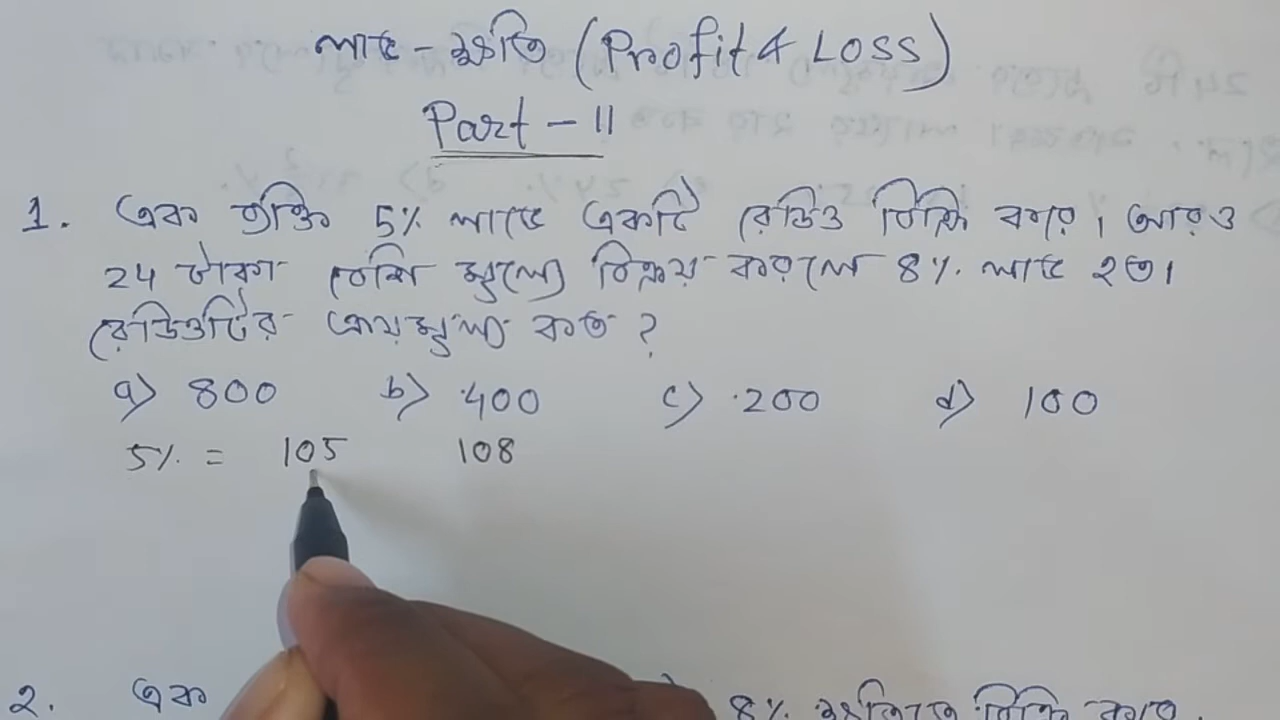 লাভ - ক্ষতি (Profit & LOSS)
Part - II
1. এক ব্যক্তি 5% লাভে একটি রেডিও বিক্রি করে। আরও
24 টাকা বেশি মূল্যে বিক্রয় করলে 8% লাভ হত।
রেডিওটির ক্রয়মূল্য কত ?
a) 800 b) 400 c) 200 d) 100
5% = 105 108
2. এক 8% ক্ষতিতে বিক্রি করে